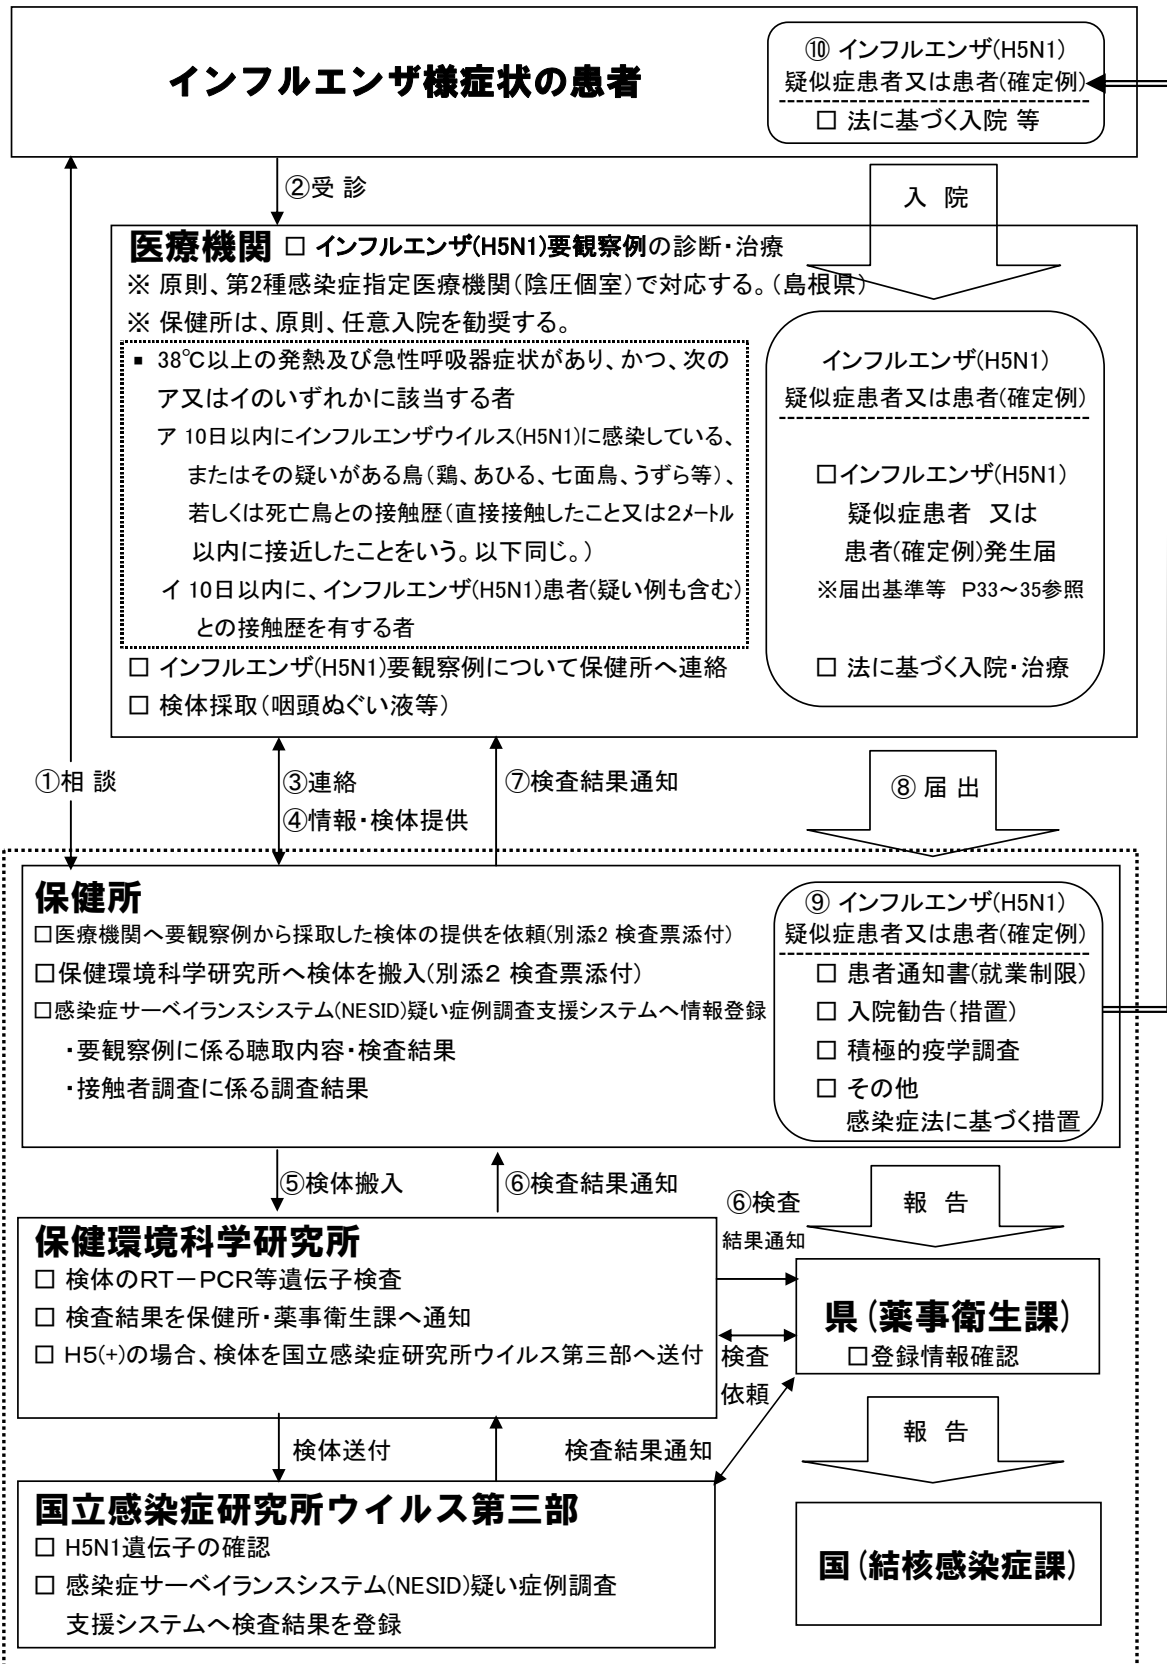 インフルエンザ様症状の患者
⑩ インフルエンザ(H5N1)
疑似症患者又は患者(確定例)
□ 法に基づく入院 等
②受 診
入 院
医療機関 □ インフルエンザ(H5N1)要観察例の診断・治療
※ 原則、第2種感染症指定医療機関(陰圧個室)で対応する。(島根県)
※ 保健所は、原則、任意入院を勧奨する。
▪ 38℃以上の発熱及び急性呼吸器症状があり、かつ、次の
ア又はイのいずれかに該当する者
ア 10日以内にインフルエンザウイルス(H5N1)に感染している、
またはその疑いがある鳥(鶏、あひる、七面鳥、うずら等)、
若しくは死亡鳥との接触歴(直接接触したこと又は2メートル
以内に接近したことをいう。以下同じ。)
イ 10日以内に、インフルエンザ(H5N1)患者(疑い例も含む)
との接触歴を有する者
□ インフルエンザ(H5N1)要観察例について保健所へ連絡
□ 検体採取(咽頭ぬぐい液等)
インフルエンザ(H5N1)
疑似症患者又は患者(確定例)
□インフルエンザ(H5N1)
疑似症患者 又は
患者(確定例)発生届
※届出基準等 P33～35参照
□ 法に基づく入院・治療
①相 談
③連絡
④情報・検体提供
⑦検査結果通知
⑧ 届 出
保健所
□医療機関へ要観察例から採取した検体の提供を依頼(別添2 検査票添付)
□保健環境科学研究所へ検体を搬入(別添2 検査票添付)
□感染症サーベイランスシステム(NESID)疑い症例調査支援システムへ情報登録
・要観察例に係る聴取内容・検査結果
・接触者調査に係る調査結果
⑨ インフルエンザ(H5N1)
疑似症患者又は患者(確定例)
□ 患者通知書(就業制限)
□ 入院勧告(措置)
□ 積極的疫学調査
□ その他
感染症法に基づく措置
⑤検体搬入
⑥検査結果通知
⑥検査
結果通知
報 告
保健環境科学研究所
□ 検体のRT－PCR等遺伝子検査
□ 検査結果を保健所・薬事衛生課へ通知
□ H5(+)の場合、検体を国立感染症研究所ウイルス第三部へ送付
検査
依頼
県(薬事衛生課)
□登録情報確認
検体送付
検査結果通知
報 告
国立感染症研究所ウイルス第三部
□ H5N1遺伝子の確認
□ 感染症サーベイランスシステム(NESID)疑い症例調査
支援システムへ検査結果を登録
国(結核感染症課)